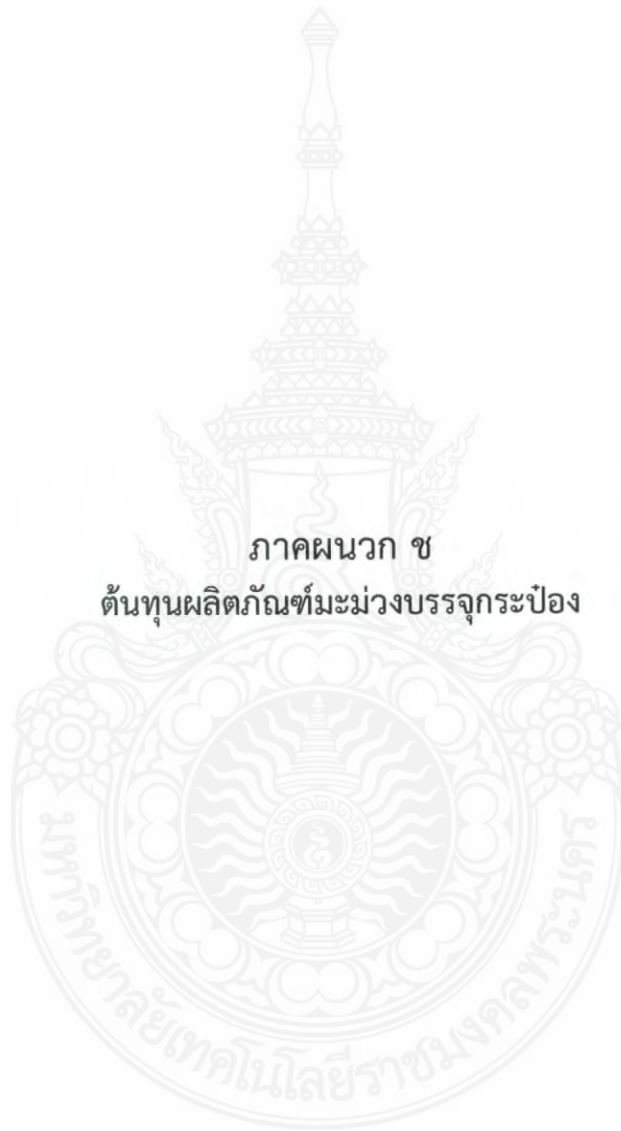 ภาคผนวก ช
ต้นทุนผลิตภัณฑ์มะม่วงบรรจุกระป๋อง
มหาวิทยาลัยเทคโนโลยีราชมงคลพระนคร